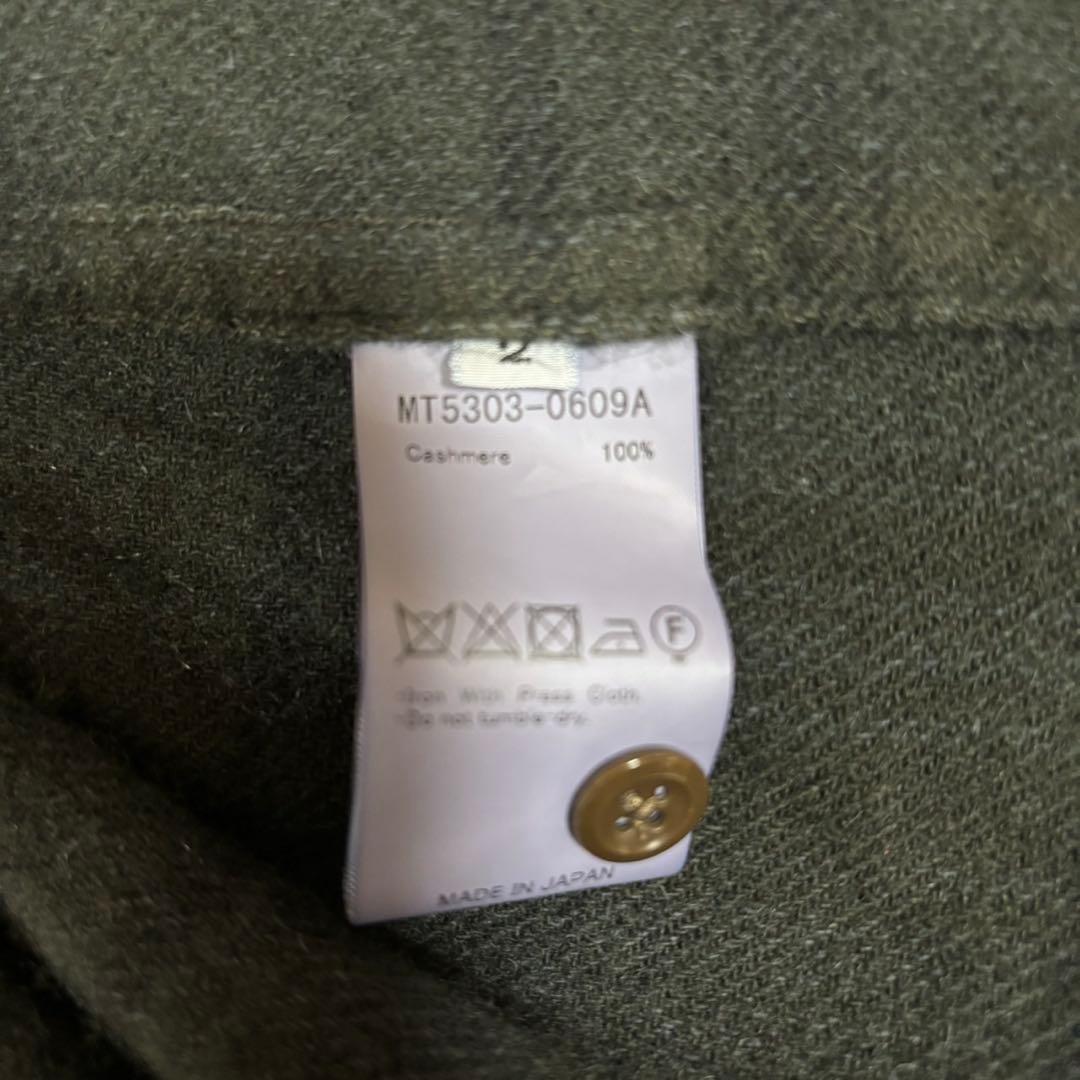 2
MT5303-0609A
Cashmere 100%
F
·Iron With Press Cloth.
·Do not tumble dry.
MADE IN JAPAN